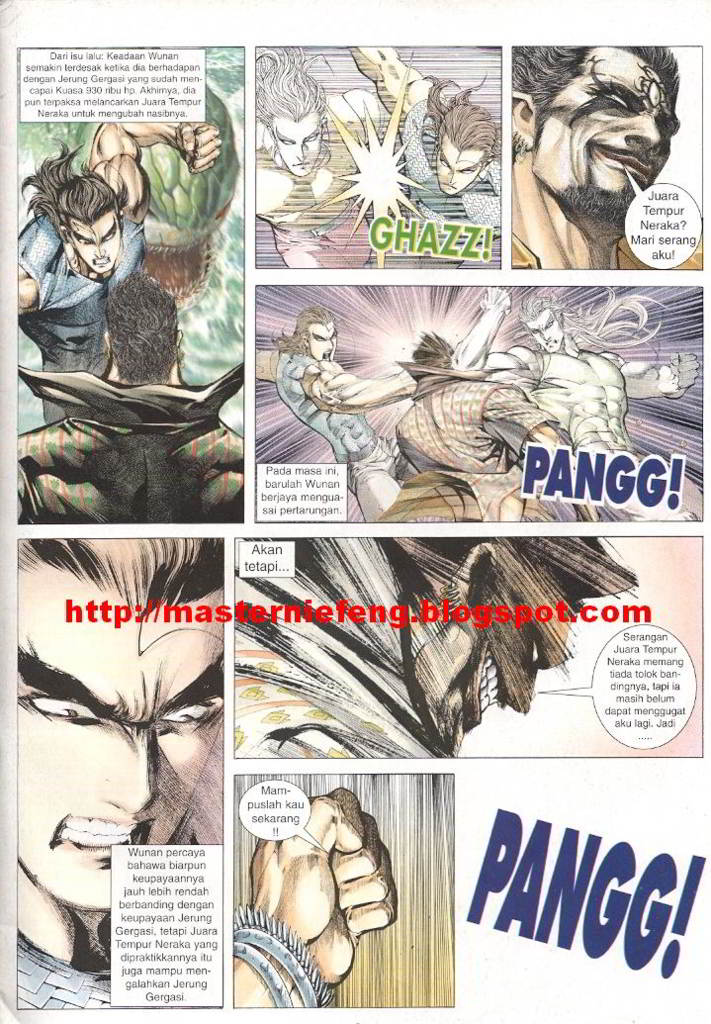 Dari isu lalu: Keadaan Wunan
semakin terdesak ketika dia berhadapan
dengan Jerung Gergasi yang sudah men-
capai Kuasa 930 ribu hp. Akhirnya, dia
pun terpaksa melancarkan Juara Tempur
Neraka untuk mengubah nasibnya.
GHAZZ!
Juara
Tempur
Neraka?
Mari serang
aku!
Pada masa ini,
barulah Wunan
berjaya mengua-
sai pertarungan.
PANGG!
Akan
tetapi...
http://masterniefeng.blogspot.com
Serangan
Juara Tempur
Neraka memang
tiada tolok ban-
dingnya, tapi ia
masih belum
dapat menggugat
aku lagi. Jadi
.....
Wunan percaya
bahawa biarpun
keupayaannya
jauh lebih rendah
berbanding dengan
keupayaan Jerung
Gergasi, tetapi Juara
Tempur Neraka yang
dipraktikkannya itu
juga mampu men-
galahkan Jerung
Gergasi.
Mam-
puslah kau
sekarang
!!
PANGG!